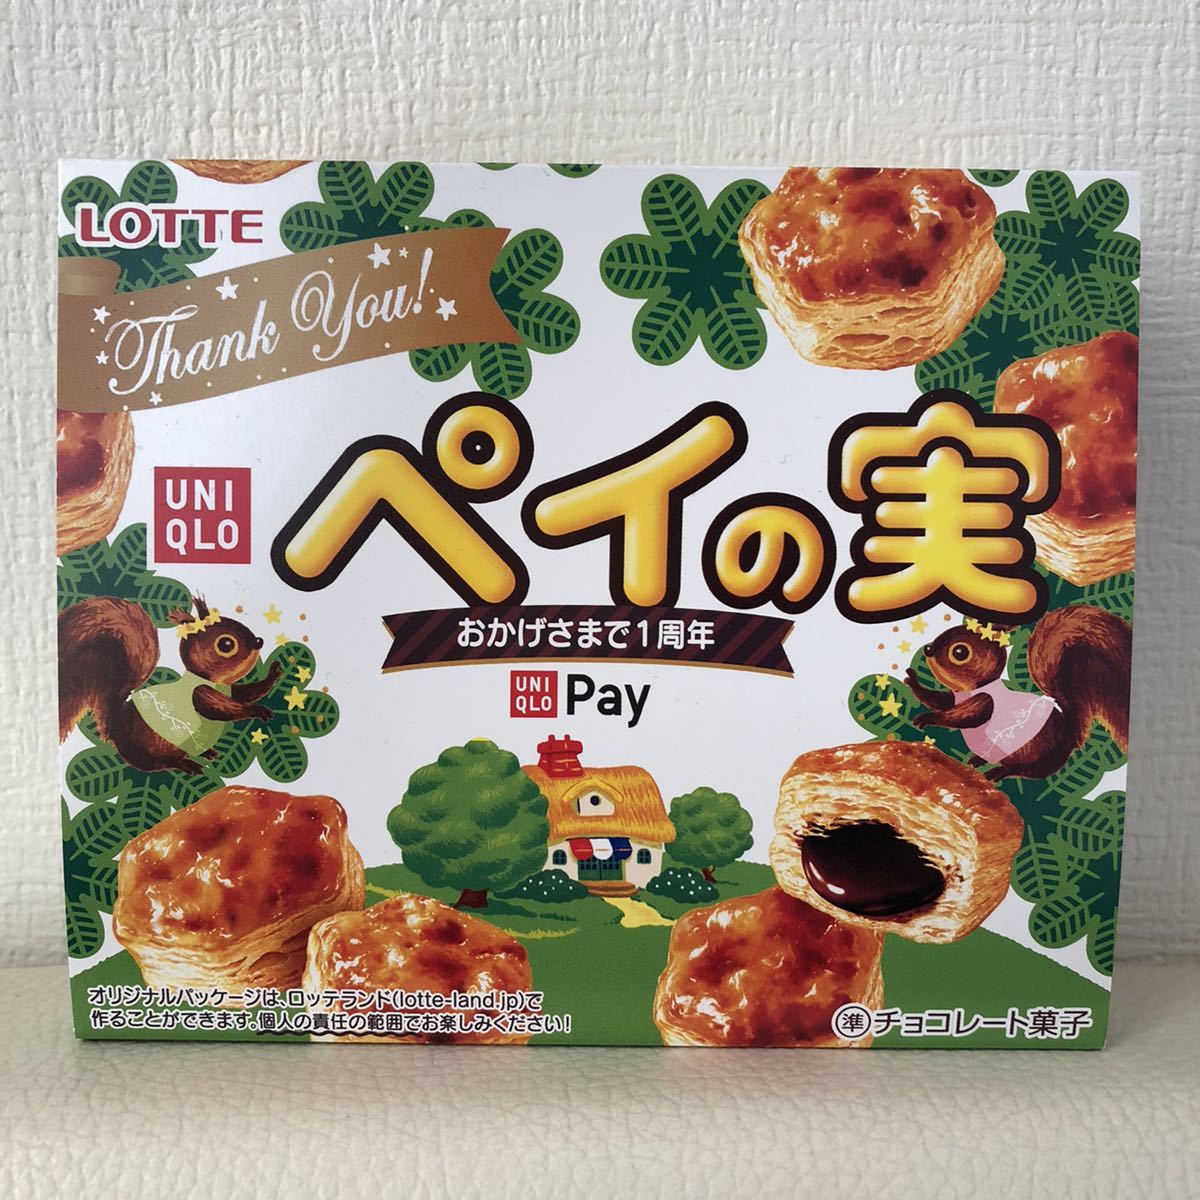 LOTTE
Thank You!
UNI
QLO
ペイの実
おかげさまで1周年
UNI
QLO
Pay
オリジナルパッケージは、ロッテランド(lotte-land.jp)で
作ることができます。個人の責任の範囲でお楽しみください!
準チョコレート菓子